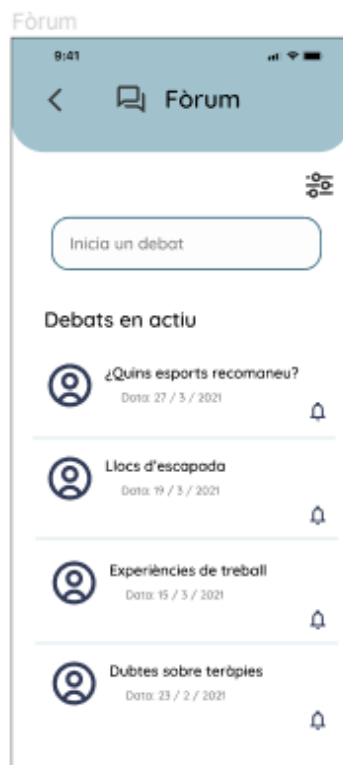 Fòrum
9:41
Fòrum
Inicia un debat
Debats en actiu
¿Quins esports recomaneu?
Data: 27 / 3 / 2021
Llocs d'escapada
Data: 19 / 3 / 2021
Experiències de treball
Data: 15 / 3 / 2021
Dubtes sobre teràpies
Data: 23 / 2 / 2021